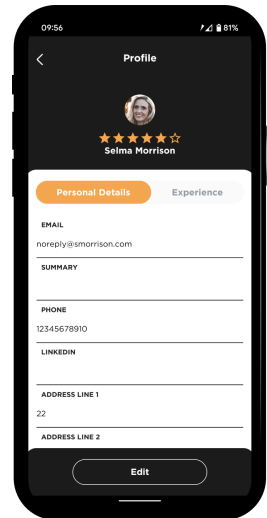 09:56 81%
Profile
Selma Morrison
Personal Details Experience
EMAIL
noreply@smorrison.com
SUMMARY
PHONE
12345678910
LINKEDIN
ADDRESS LINE 1
22
ADDRESS LINE 2
Edit